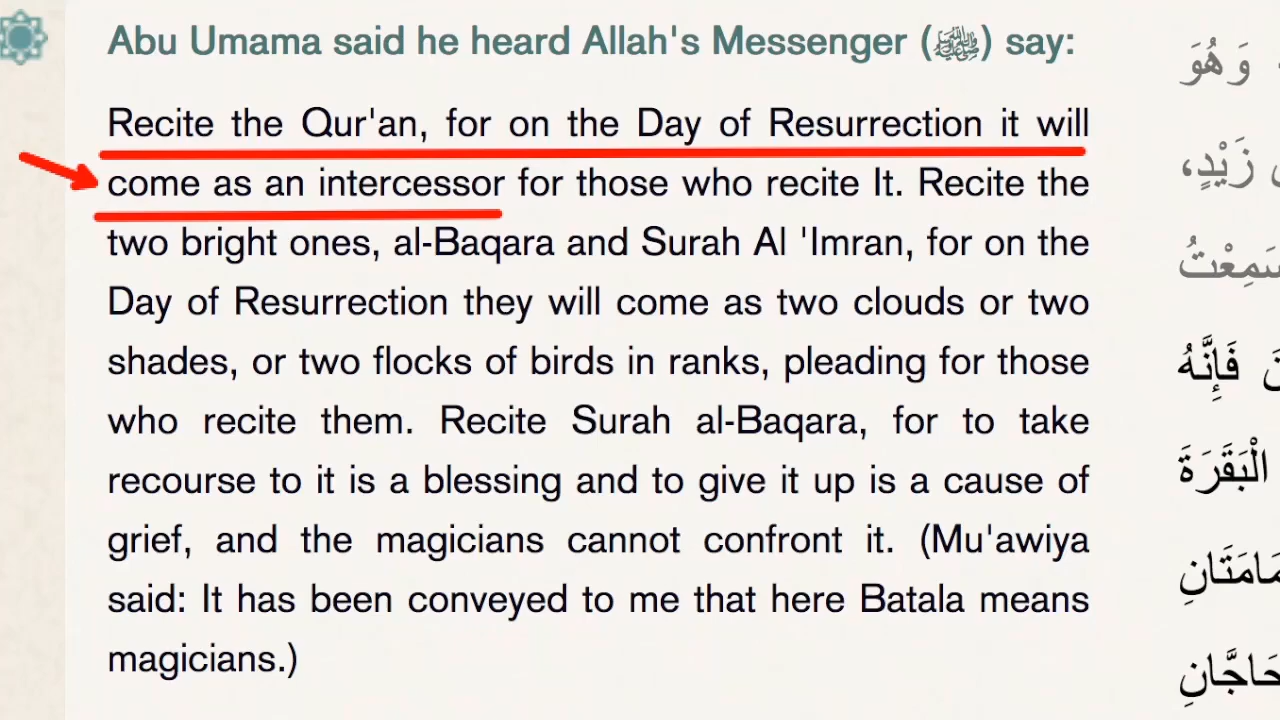 Abu Umama said he heard Allah's Messenger (ﷺ) say:
Recite the Qur'an, for on the Day of Resurrection it will
come as an intercessor for those who recite It. Recite the
two bright ones, al-Baqara and Surah Al 'Imran, for on the
Day of Resurrection they will come as two clouds or two
shades, or two flocks of birds in ranks, pleading for those
who recite them. Recite Surah al-Baqara, for to take
recourse to it is a blessing and to give it up is a cause of
grief, and the magicians cannot confront it. (Mu'awiya
said: It has been conveyed to me that here Batala means
magicians.)
وَهُوَ
زَيْدٍ،
فَإِنَّهُ
الْبَقَرَةَ